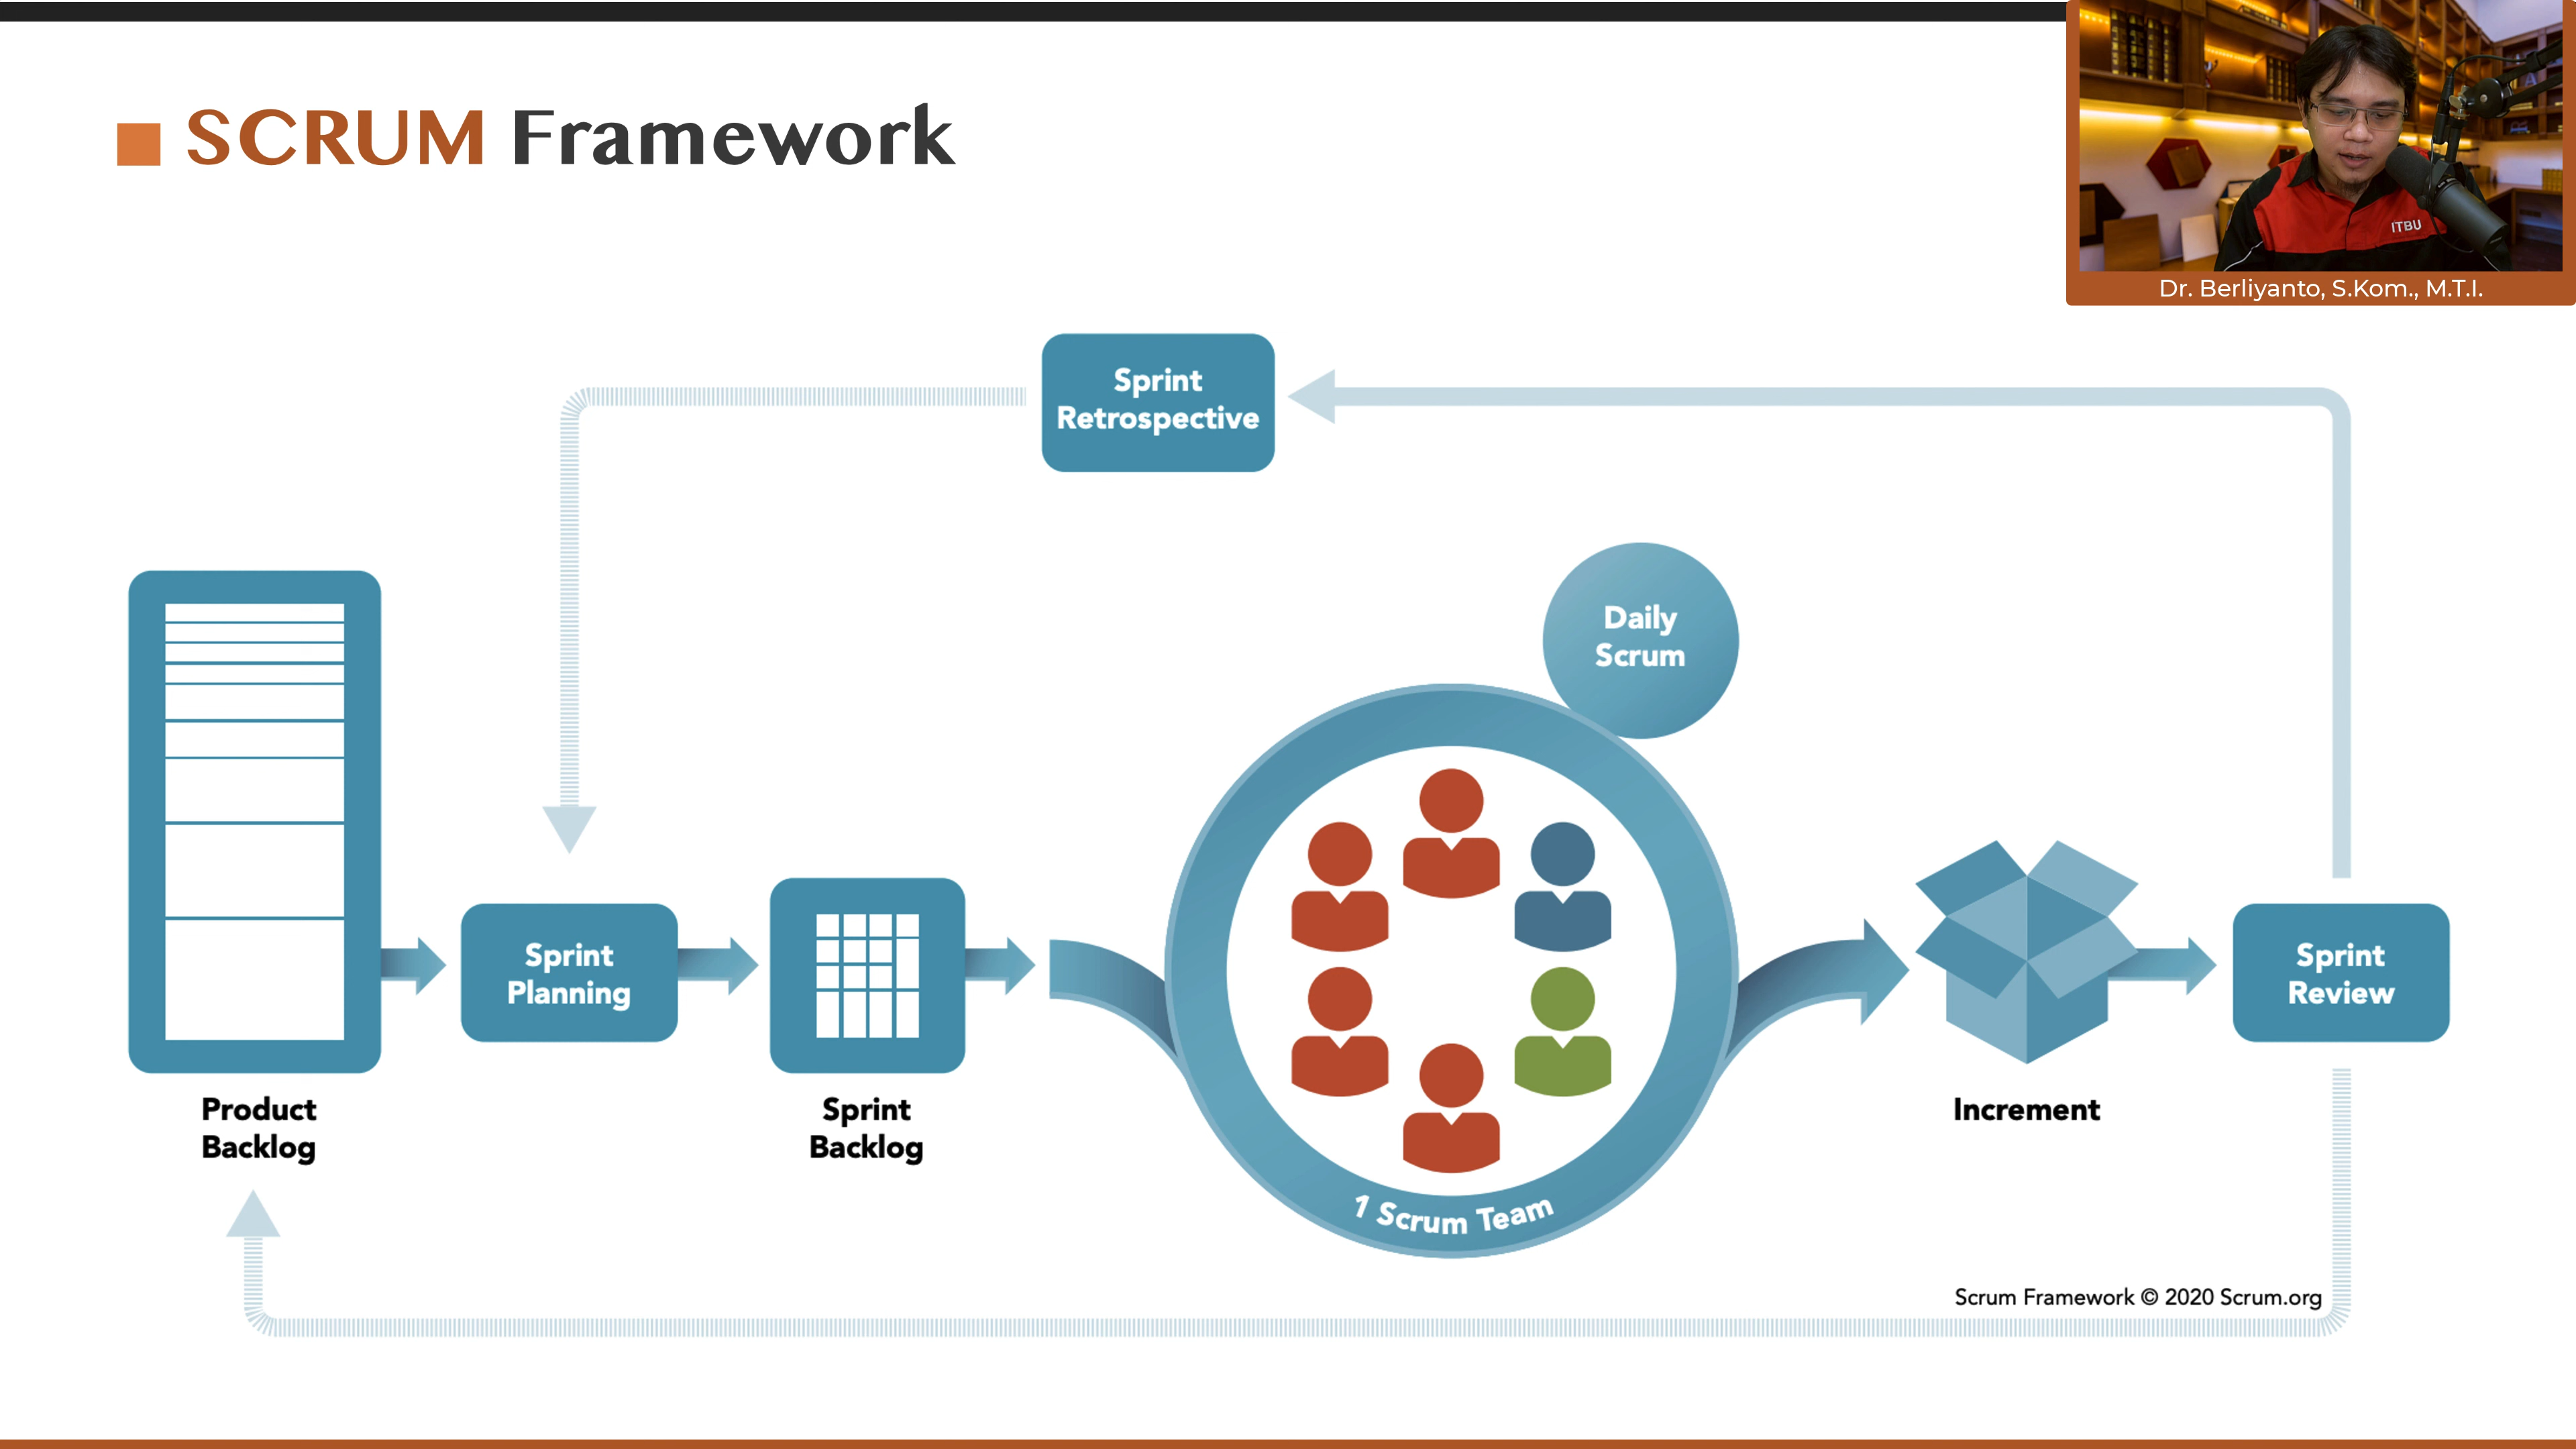 SCRUM Framework
ITBU
Dr. Berliyanto, S.Kom., M.T.I.
Sprint
Retrospective
Daily
Scrum
Sprint
Planning
Sprint
Review
Product
Backlog
Sprint
Backlog
Increment
1 Scrum Team
Scrum Framework © 2020 Scrum.org